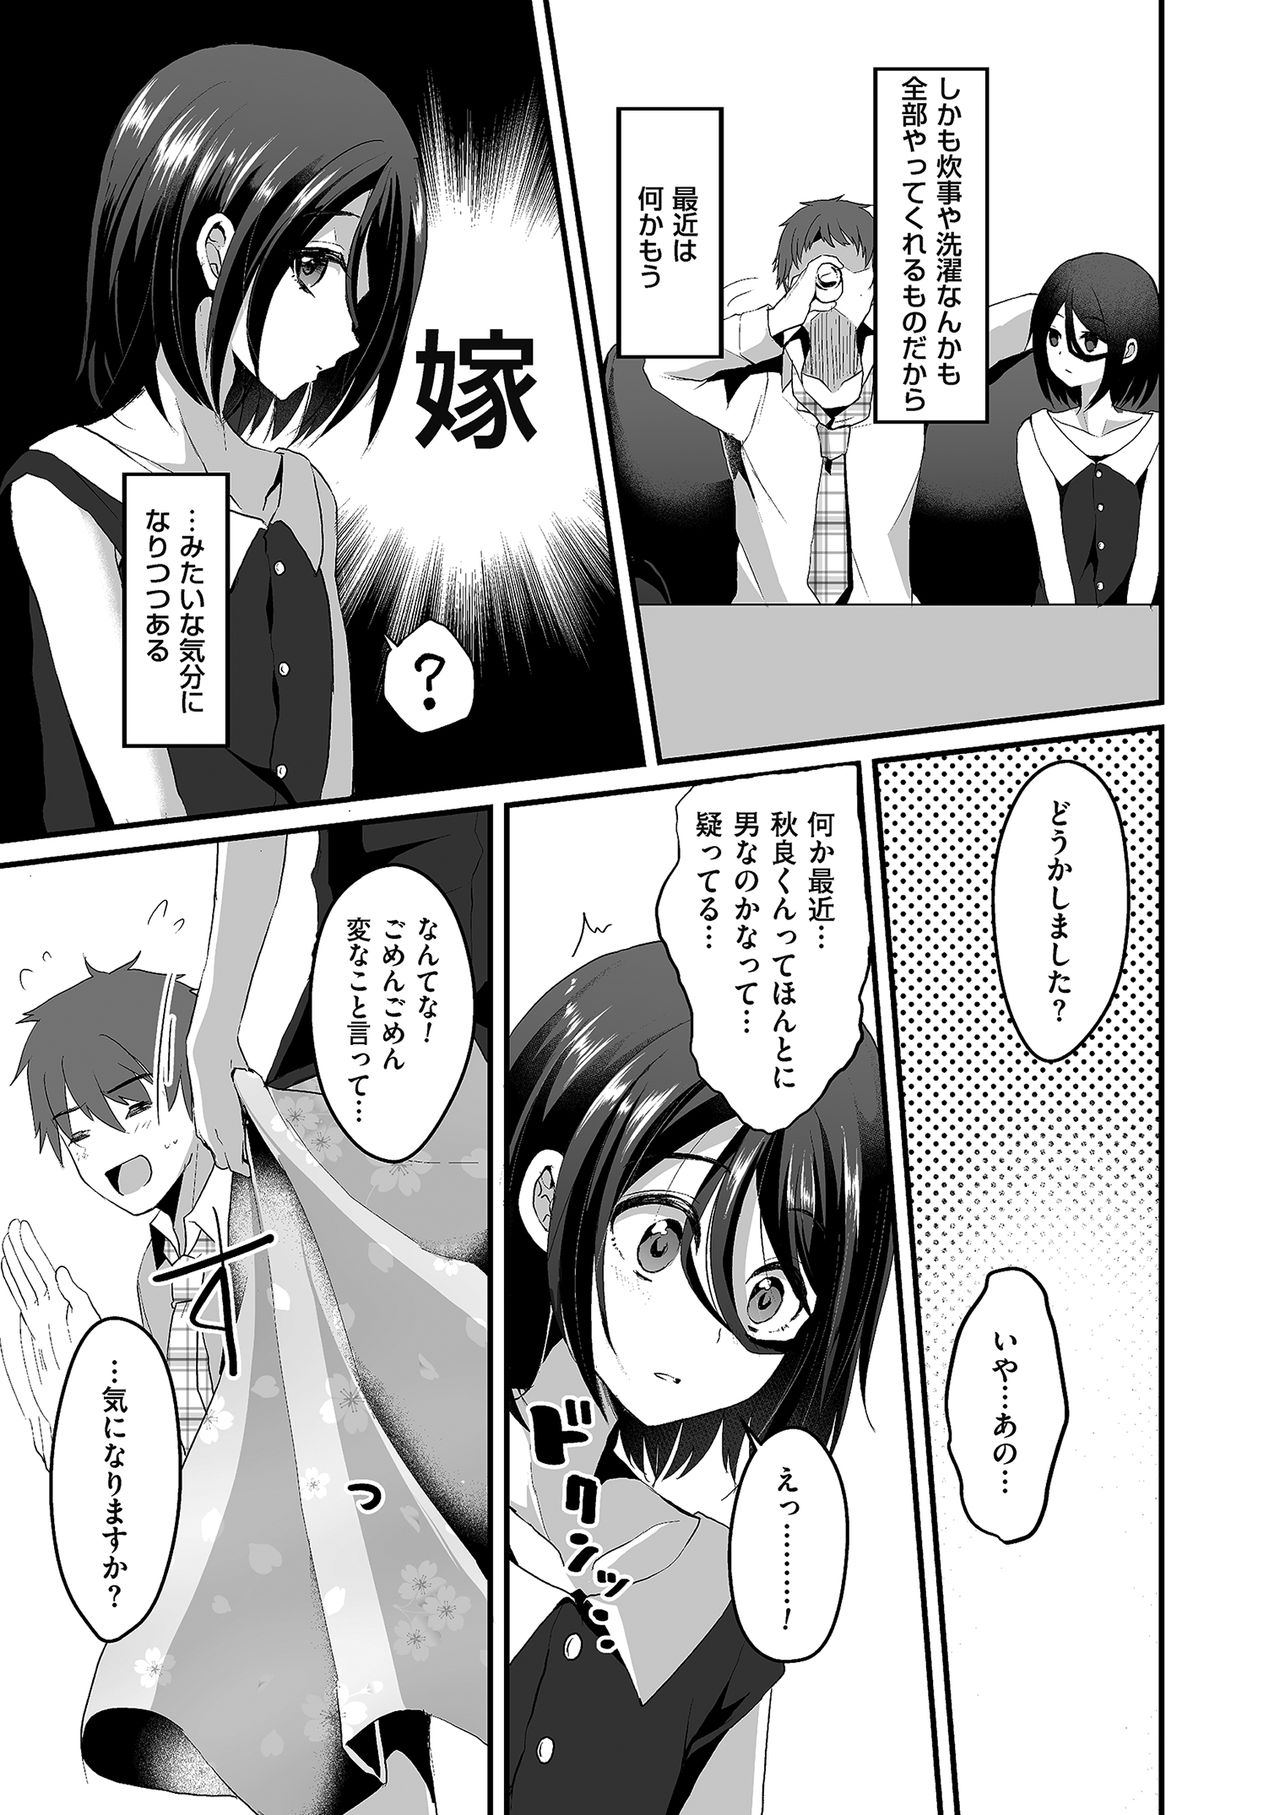 しかも炊事や洗濯なんかも
全部やってくれるものだから
最近は
何かもう
嫁
…みたいな気分に
なりつつある
？
どうかしました？
いや…あの…
何か最近…
秋良くんってほんとに
男なのかなって…
疑ってる…
えっ………！
ドクンッ…
なんてな！
ごめんごめん
変なこと言って…
スッ
…気になりますか？